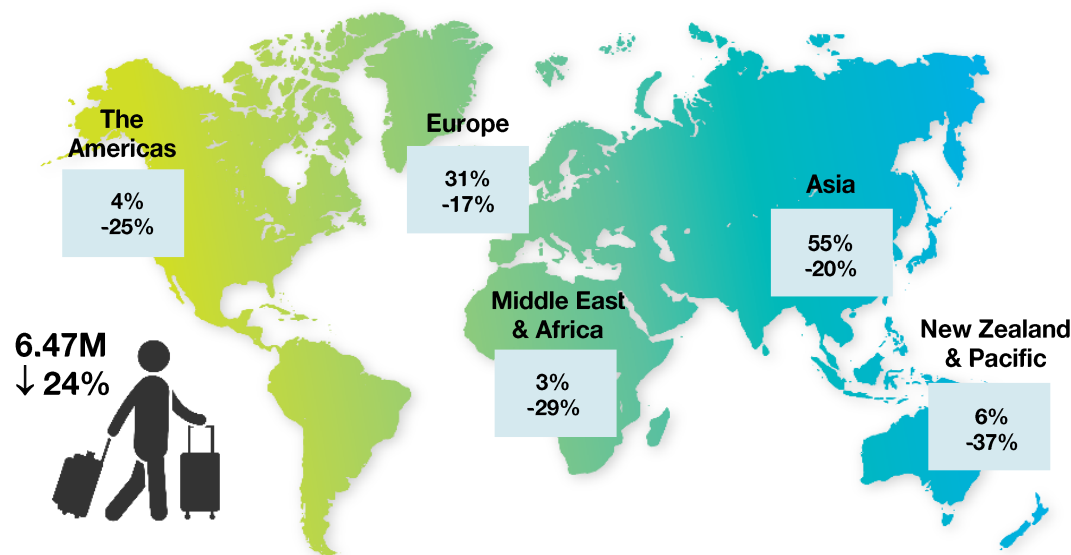 The
Americas
4%
-25%
Europe
31%
-17%
Asia
55%
-20%
Middle East
& Africa
3%
-29%
New Zealand
& Pacific
6%
-37%
6.47M
↓ 24%